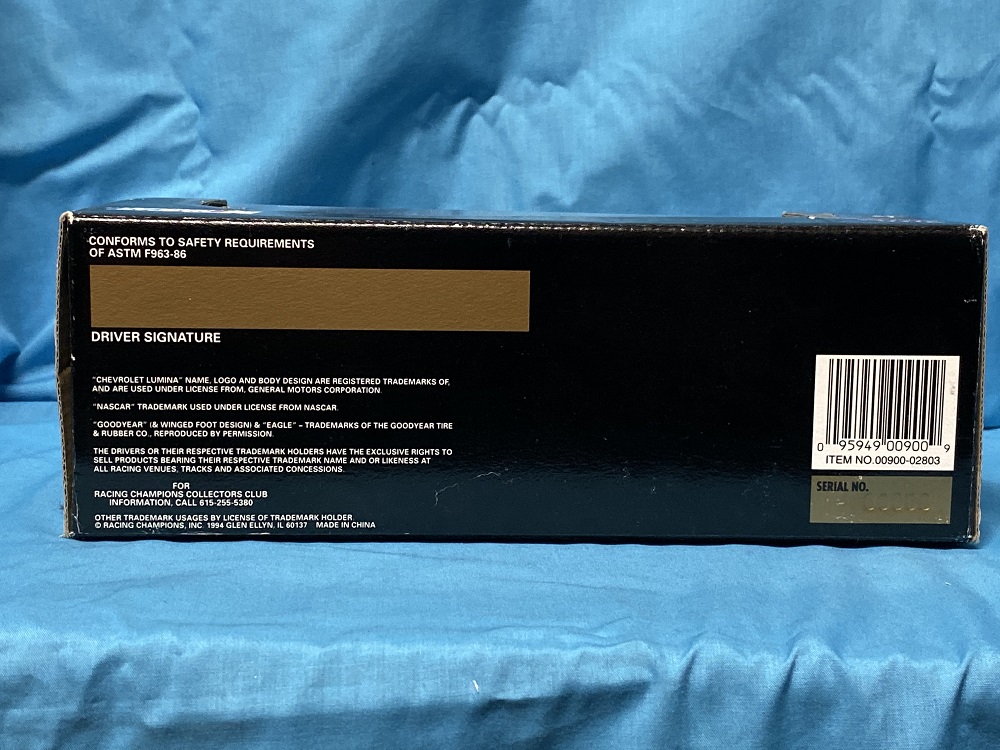 CONFORMS TO SAFETY REQUIREMENTS
OF ASTM F963-86
DRIVER SIGNATURE
"CHEVROLET LUMINA" NAME, LOGO AND BODY DESIGN ARE REGISTERED TRADEMARKS OF,
AND ARE USED UNDER LICENSE FROM, GENERAL MOTORS CORPORATION.
"NASCAR" TRADEMARK USED UNDER LICENSE FROM NASCAR.
"GOODYEAR" (& WINGED FOOT DESIGN) & "EAGLE" – TRADEMARKS OF THE GOODYEAR TIRE
& RUBBER CO., REPRODUCED BY PERMISSION.
THE DRIVERS OR THEIR RESPECTIVE TRADEMARK HOLDERS HAVE THE EXCLUSIVE RIGHTS TO
SELL PRODUCTS BEARING THEIR RESPECTIVE TRADEMARK NAME AND OR LIKENESS AT
ALL RACING VENUES, TRACKS AND ASSOCIATED CONCESSIONS.
FOR
RACING CHAMPIONS COLLECTORS CLUB
INFORMATION, CALL 615-255-5380
OTHER TRADEMARK USAGES BY LICENSE OF TRADEMARK HOLDER
© RACING CHAMPIONS, INC. 1994 GLEN ELLYN, IL 60137 MADE IN CHINA
0 95949 00900 9
ITEM NO.00900-02803
SERIAL NO.